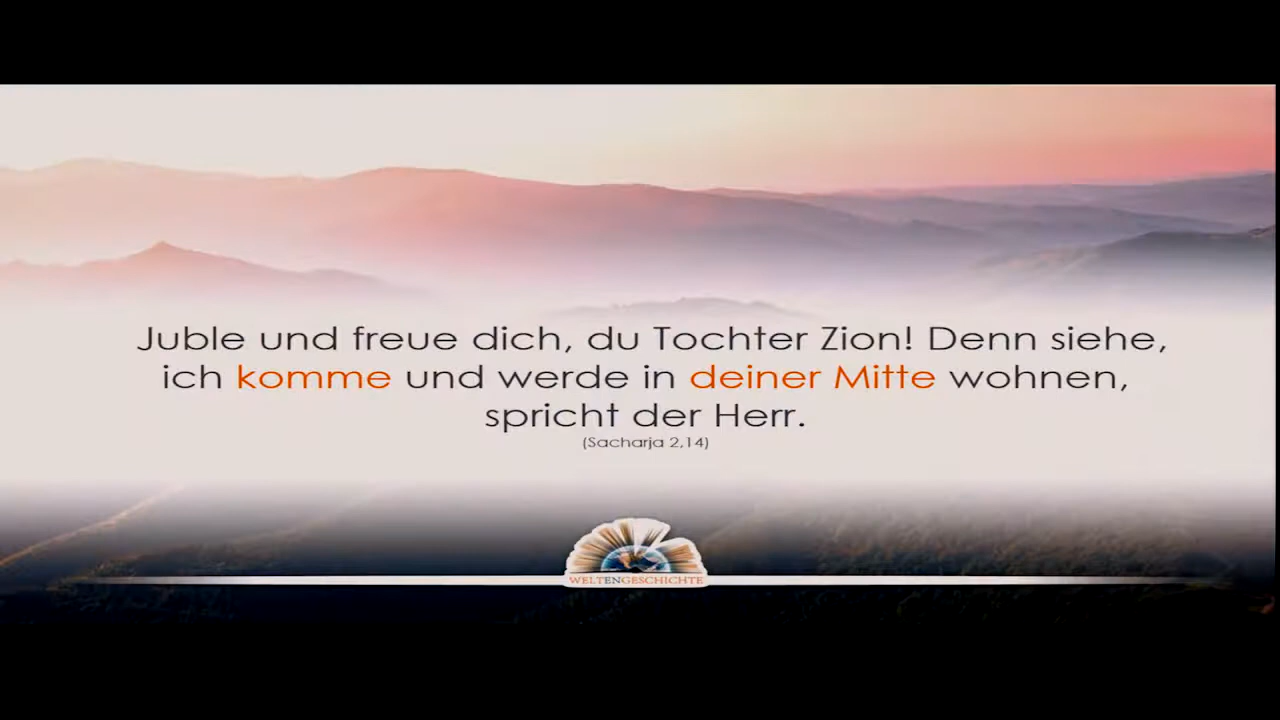 Juble und freue dich, du Tochter Zion! Denn siehe,
ich komme und werde in deiner Mitte wohnen,
spricht der Herr.
(Sacharja 2,14)
WELTENGESCHICHTE